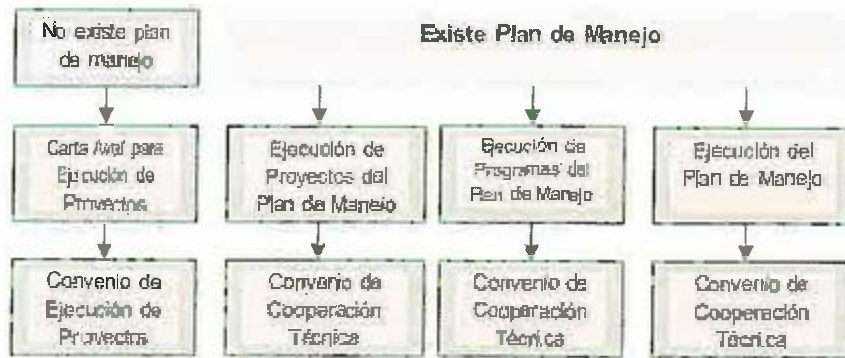 No existe plan
de manejo
Existe Plan de Manejo
Carta Aval para
Ejecución de
Proyectos
Ejecución de
Proyectos del
Plan de Manejo
Ejecución de
Programas del
Plan de Manejo
Ejecución del
Plan de Manejo
Convenio de
Ejecución de
Proyectos
Convenio de
Cooperación
Técnica
Convenio de
Cooperación
Técnica
Convenio de
Cooperación
Técnica